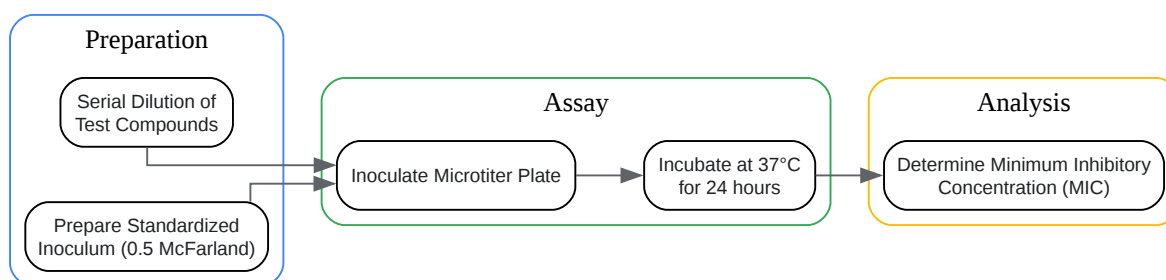 Preparation
Serial Dilution of
Test Compounds
Prepare Standardized
Inoculum (0.5 McFarland)
Assay
Inoculate Microtiter Plate
Incubate at 37°C
for 24 hours
Analysis
Determine Minimum Inhibitory
Concentration (MIC)